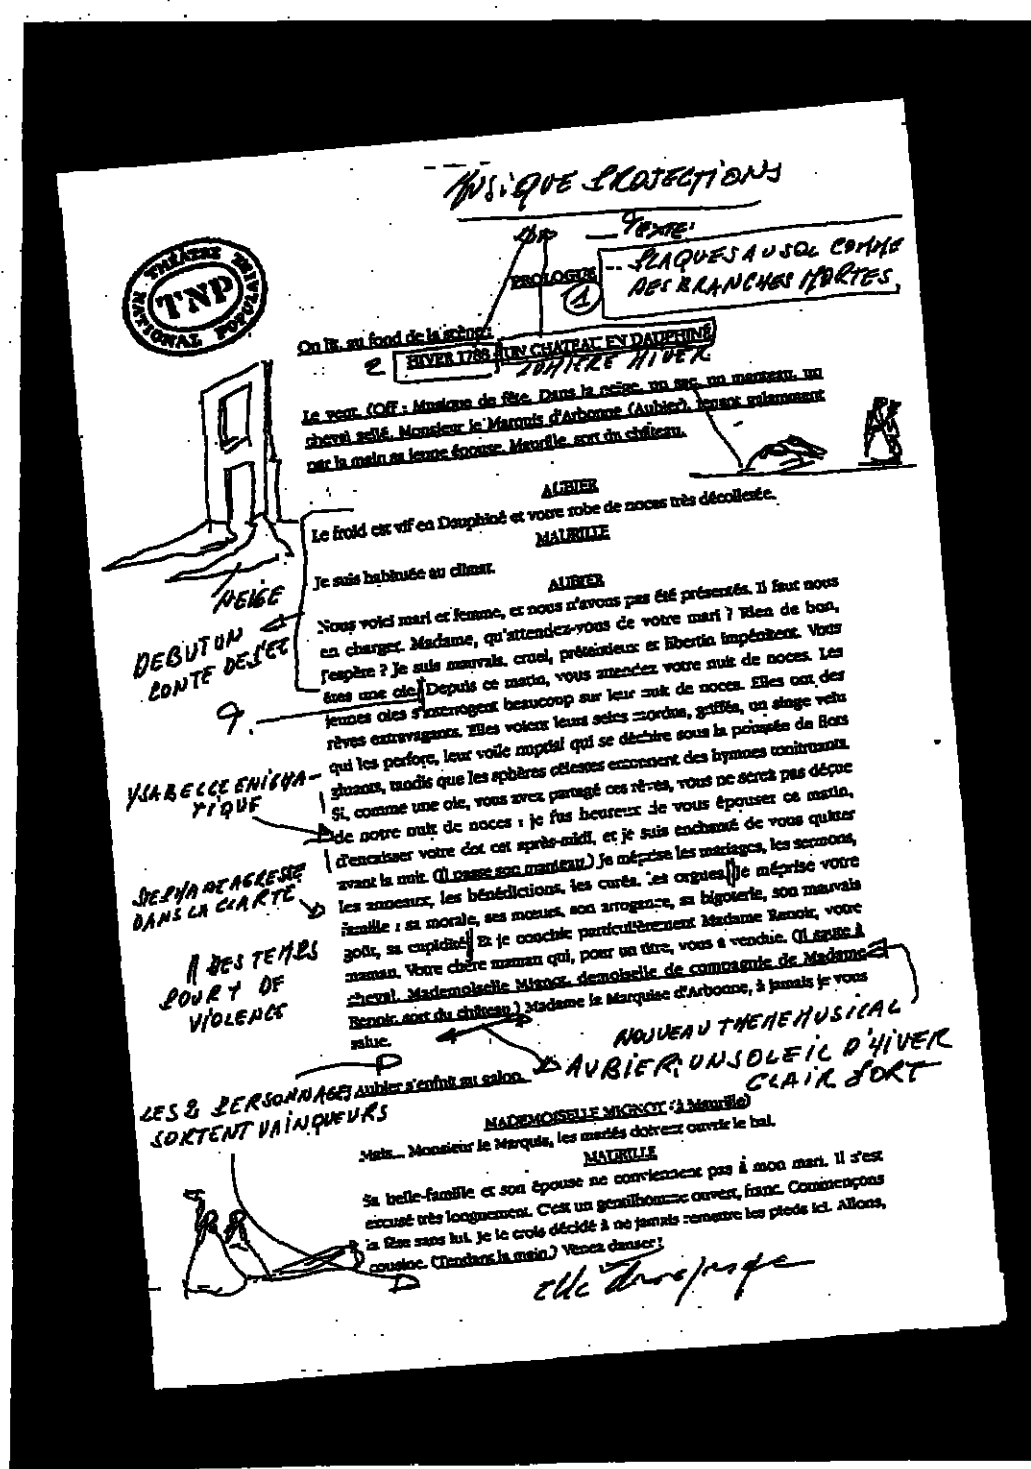 MUSIQUE PROJECTIONS
TEXTE:
PLAQUES AU SOL COMME
DES BRANCHES MORTES
THÉATRE NATIONAL POPULAIRE
TNP
PROLOGUE
1
On lit, au fond de la scène:
2
HIVER 1788 UN CHATEAU EN DAUPHINÉ
LUMIERE HIVER
Le vent. (Off : Musique de fête. Dans la neige, un sac, un manteau, un
cheval sellé. Monsieur le Marquis d'Arbonne (Aubier), tenant galamment
par la main sa jeune épouse, Maurille, sort du château.
AUBIER
Le froid est vif en Dauphiné et votre robe de noces très décolletée.
MAURILLE
Je suis habituée au climat.
NEIGE
AUBIER
Nous voici mari et femme, et nous n'avons pas été présentés. Il faut nous
en charger. Madame, qu'attendez-vous de votre mari ? Rien de bon,
j'espère ? Je suis mauvais, cruel, prétentieux et libertin impénitent. Vous
êtes une oie. Depuis ce matin, vous attendez votre nuit de noces. Les
jeunes oies s'interrogent beaucoup sur leur nuit de noces. Elles ont des
rêves extravagants. Elles voient leurs seins mordus, griffés, un singe velu
qui les perfore, leur voile nuptial qui se déchire sous la poussée de flots
gluants, tandis que les sphères célestes entonnent des hymnes tonitruants.
Si, comme une oie, vous avez partagé ces rêves, vous ne serez pas déçue
de notre nuit de noces : je fus heureux de vous épouser ce matin,
d'encaisser votre dot cet après-midi, et je suis enchanté de vous quitter
avant la nuit. (Il passe son manteau.) Je méprise les mariages, les sermons,
les anneaux, les bénédictions, les curés, les orgues. Je méprise votre
famille : sa morale, ses mœurs, son arrogance, sa bigoterie, son mauvais
goût, sa cupidité. Et je conchie particulièrement Madame Renoir, votre
maman. Votre chère maman qui, pour un titre, vous a vendue. (Il saute à
cheval. Mademoiselle Mignot, demoiselle de compagnie de Madame
Renoir, sort du château.) Madame la Marquise d'Arbonne, à jamais je vous
salue.
DEBUT ON
CONTE
YSABELLE ENIGMA-
TIQUE
AGRESSE
DANS LA CLARTE
DES TEMPS
POUR Y DE
VIOLENCE
NOUVEAU THEME MUSICAL
AUBIER: UN SOLEIL D'HIVER
CLAIR SORT
Aubier s'enfuit au galop.
LES 2 PERSONNAGES
SORTENT VAINQUEURS
MADEMOISELLE MIGNOT (à Maurille)
Mais... Monsieur le Marquis, les mariés doivent ouvrir le bal.
MAURILLE
Sa belle-famille et son épouse ne conviennent pas à mon mari. Il s'est
excusé très longuement. C'est un gentilhomme ouvert, franc. Commençons
la fête sans lui. Je le crois décidé à ne jamais remettre les pieds ici. Allons,
cousine. (Tendant la main.) Venez danser !
elle